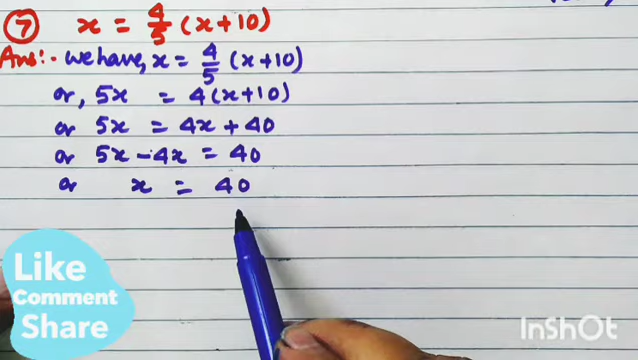 ⑦ x = 4/5 (x+10)
Ans:- we have, x = 4/5 (x+10)
or, 5x = 4(x+10)
or 5x = 4x + 40
or 5x - 4x = 40
or x = 40
Like
Comment
Share
InShOt